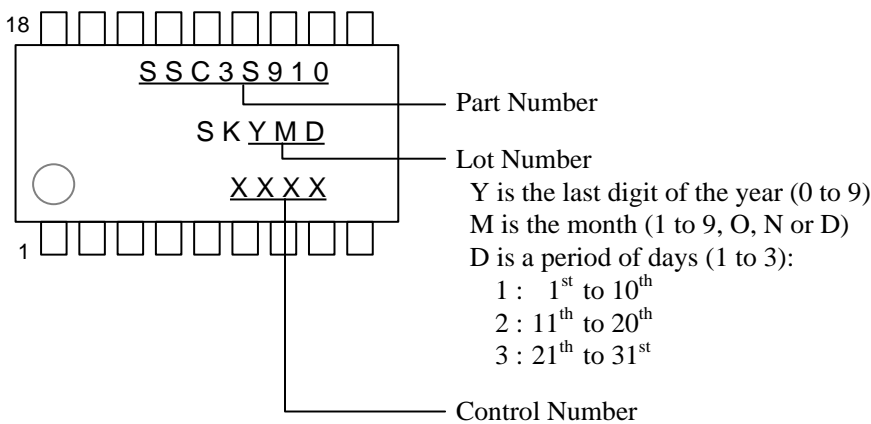 18
SSC3S910
SKYMD
XXXX
1
Part Number
Lot Number
Y is the last digit of the year (0 to 9)
M is the month (1 to 9, O, N or D)
D is a period of days (1 to 3):
1 : 1st to 10th
2 : 11th to 20th
3 : 21th to 31st
Control Number